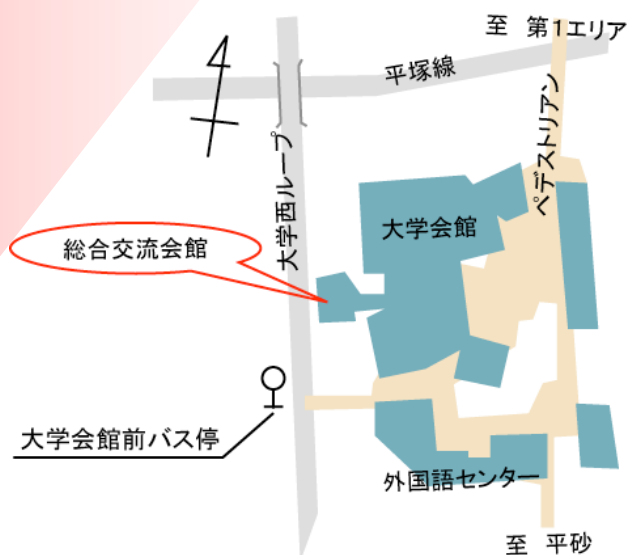 至 第1エリア
平塚線
ペデストリアン
大学西ループ
大学会館
総合交流会館
大学会館前バス停
外国語センター
至 平砂